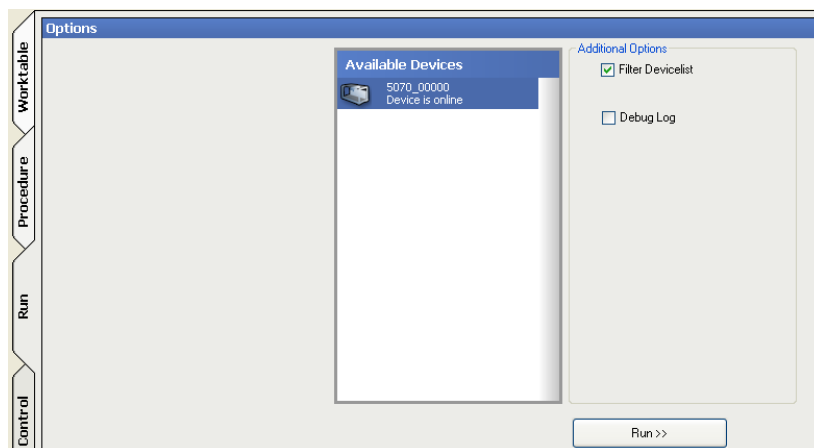 Options
Worktable
Procedure
Run
Control
Available Devices
5070_00000
Device is online
Additional Options
Filter Devicelist
Debug Log
Run >>